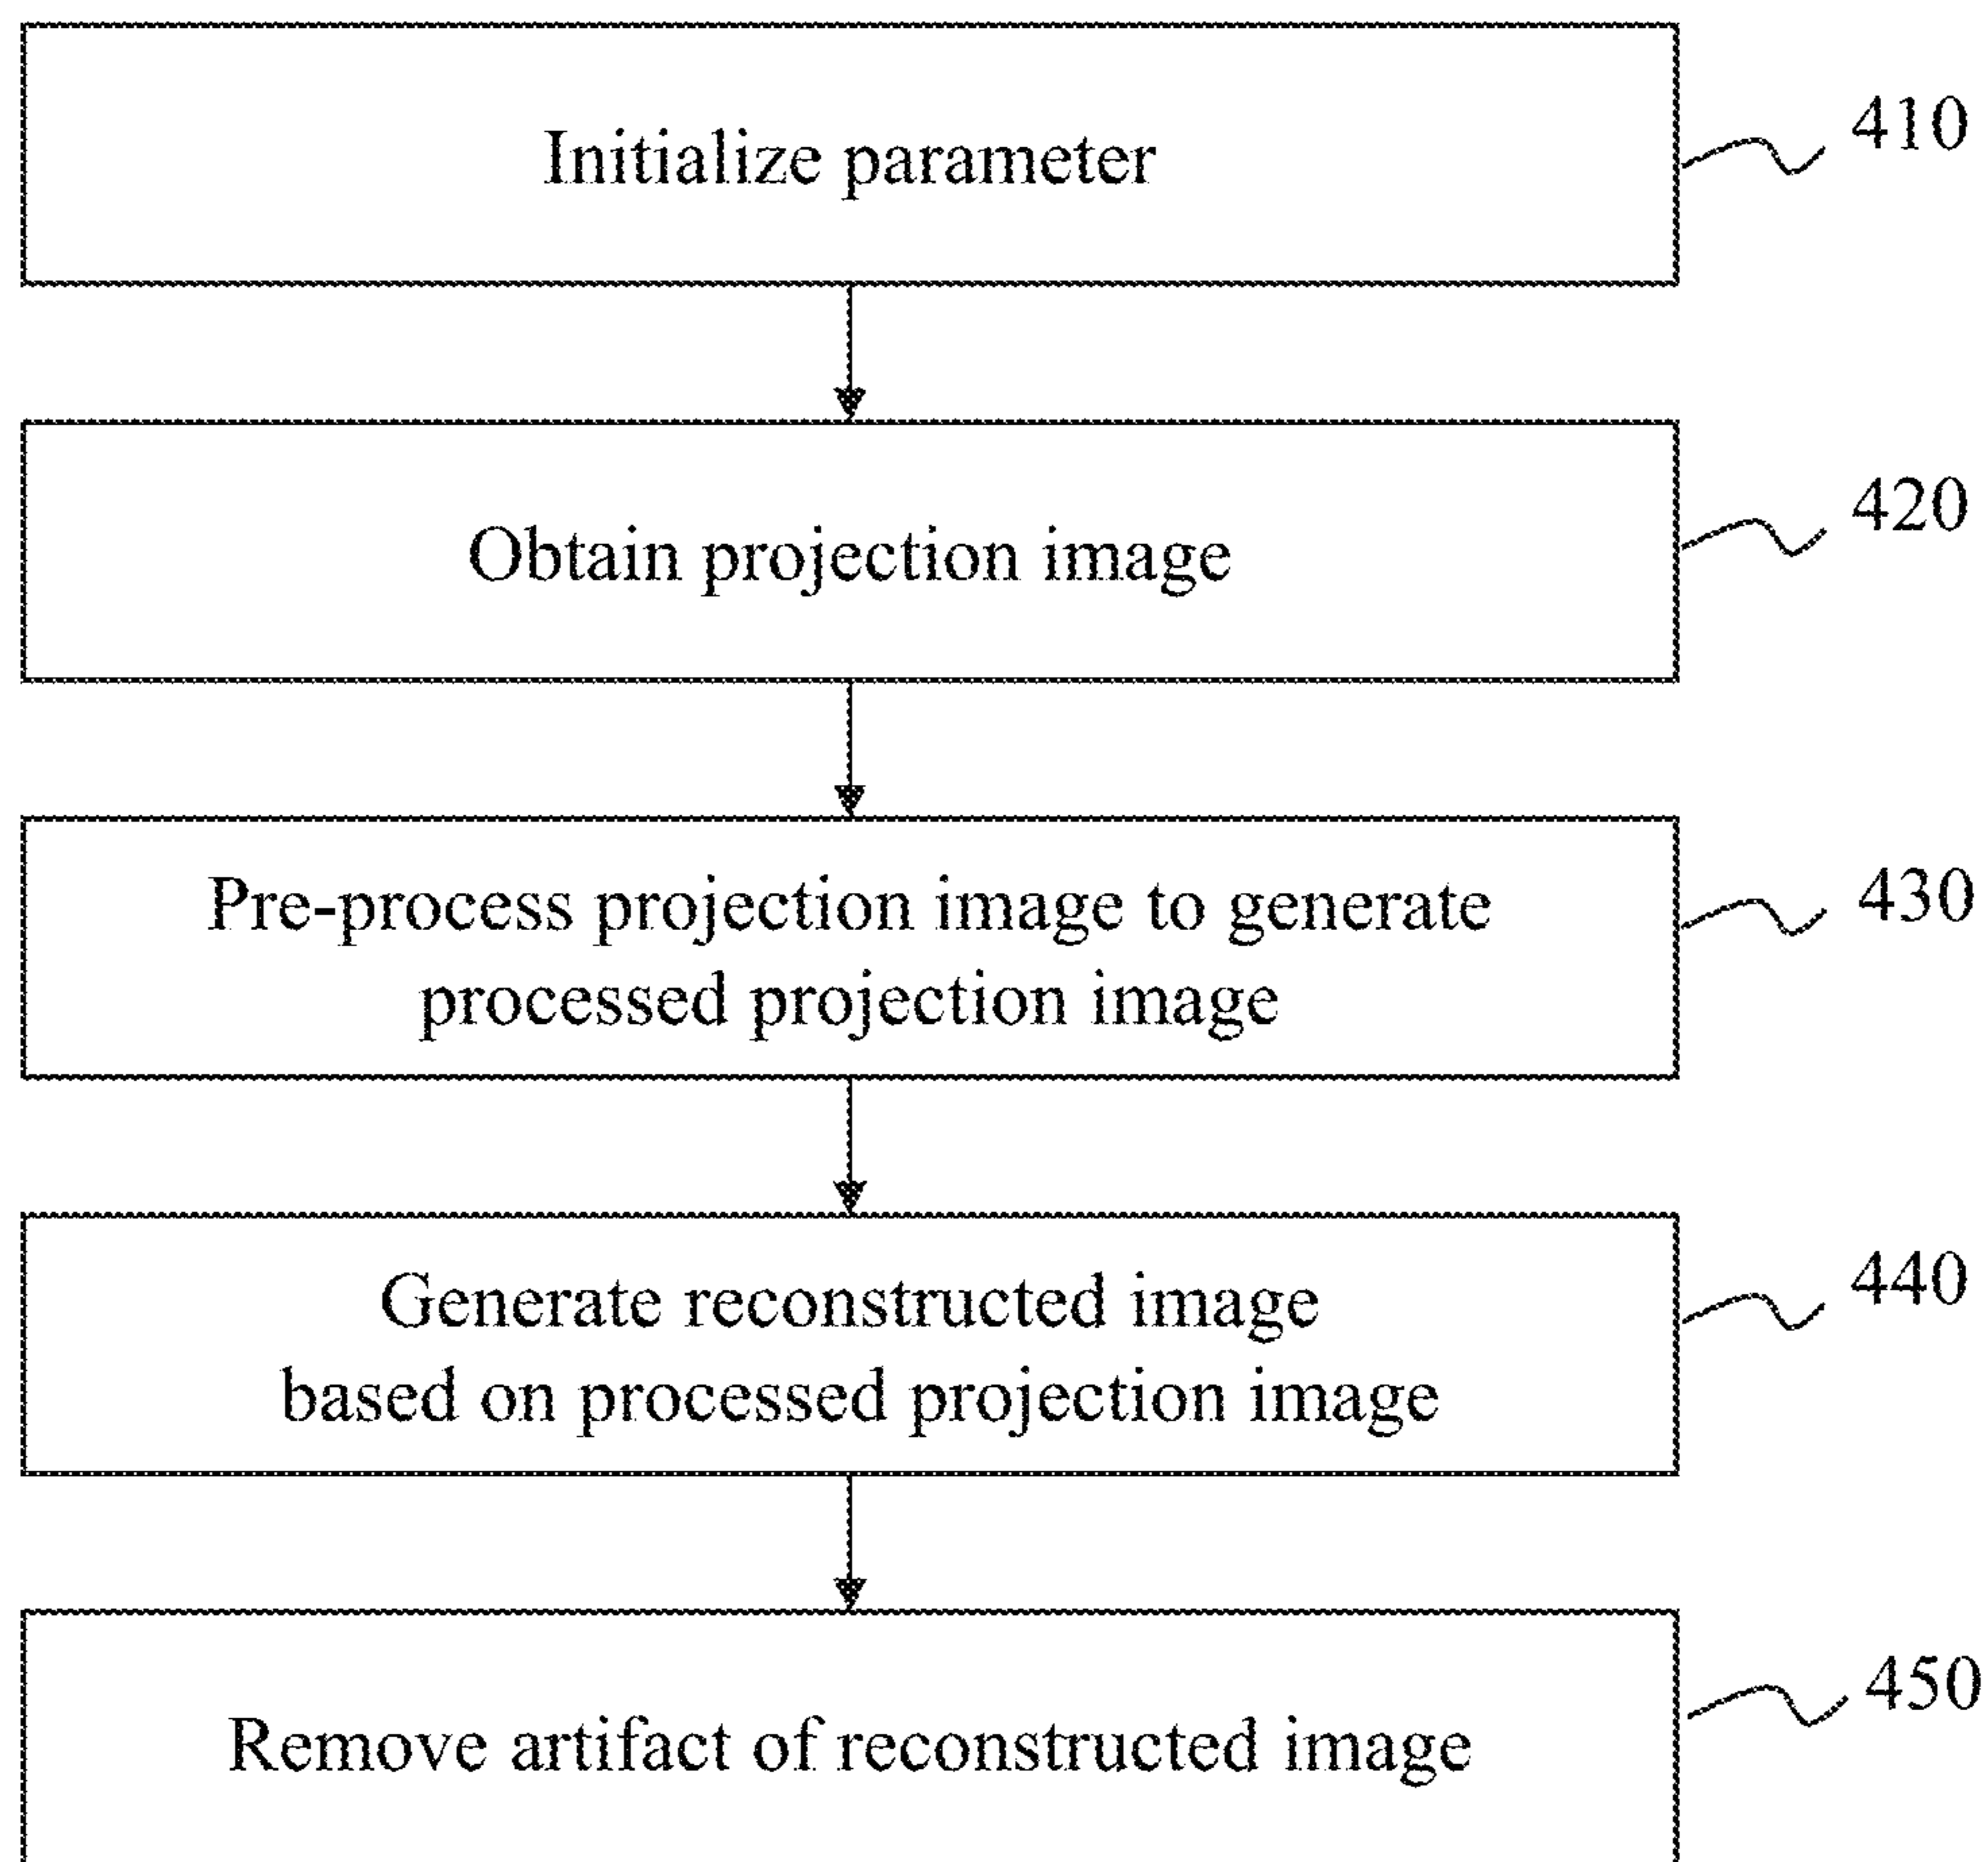 Initialize parameter
410
Obtain projection image
420
Pre-process projection image to generate
processed projection image
430
Generate reconstructed image
based on processed projection image
440
Remove artifact of reconstructed image
450